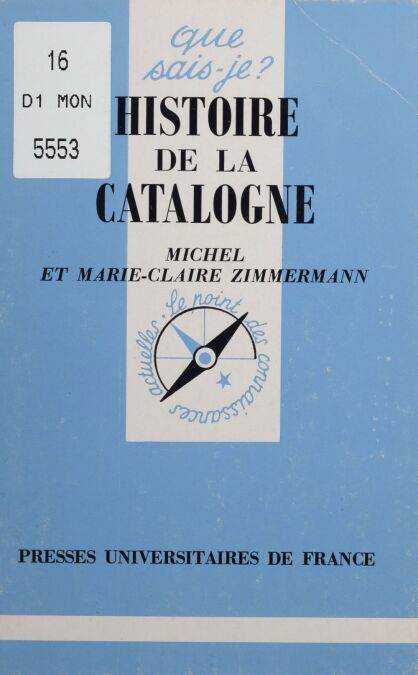 16
D1 MON
5553
que
sais-je?
HISTOIRE
DE LA
CATALOGNE
MICHEL
ET MARIE-CLAIRE ZIMMERMANN
le point des connaissances actuelles
PRESSES UNIVERSITAIRES DE FRANCE